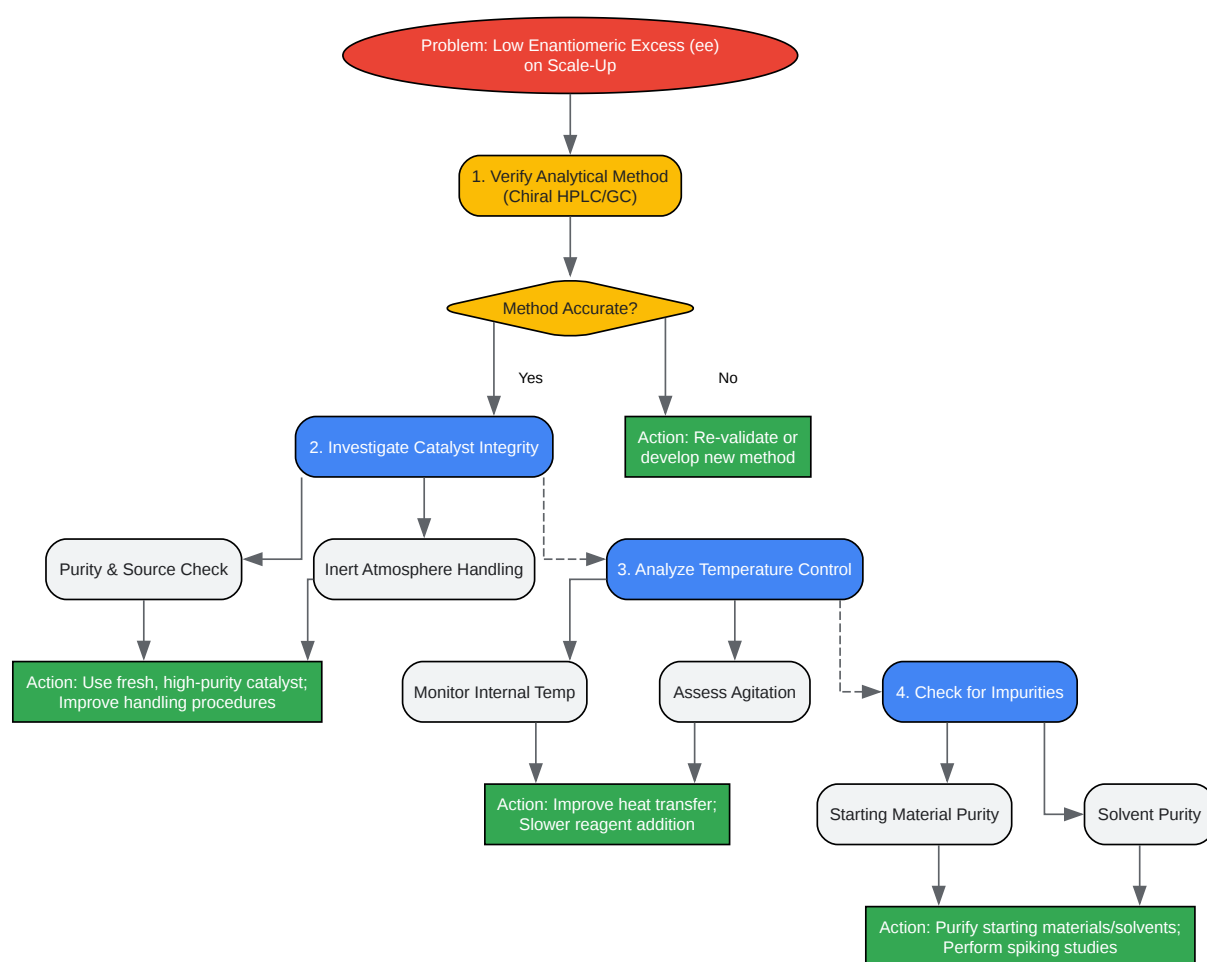 Problem: Low Enantiomeric Excess (ee)
on Scale-Up
1. Verify Analytical Method
(Chiral HPLC/GC)
Method Accurate?
Yes
No
2. Investigate Catalyst Integrity
Action: Re-validate or
develop new method
Purity & Source Check
Inert Atmosphere Handling
3. Analyze Temperature Control
Action: Use fresh, high-purity catalyst;
Improve handling procedures
Monitor Internal Temp
Assess Agitation
4. Check for Impurities
Action: Improve heat transfer;
Slower reagent addition
Starting Material Purity
Solvent Purity
Action: Purify starting materials/solvents;
Perform spiking studies